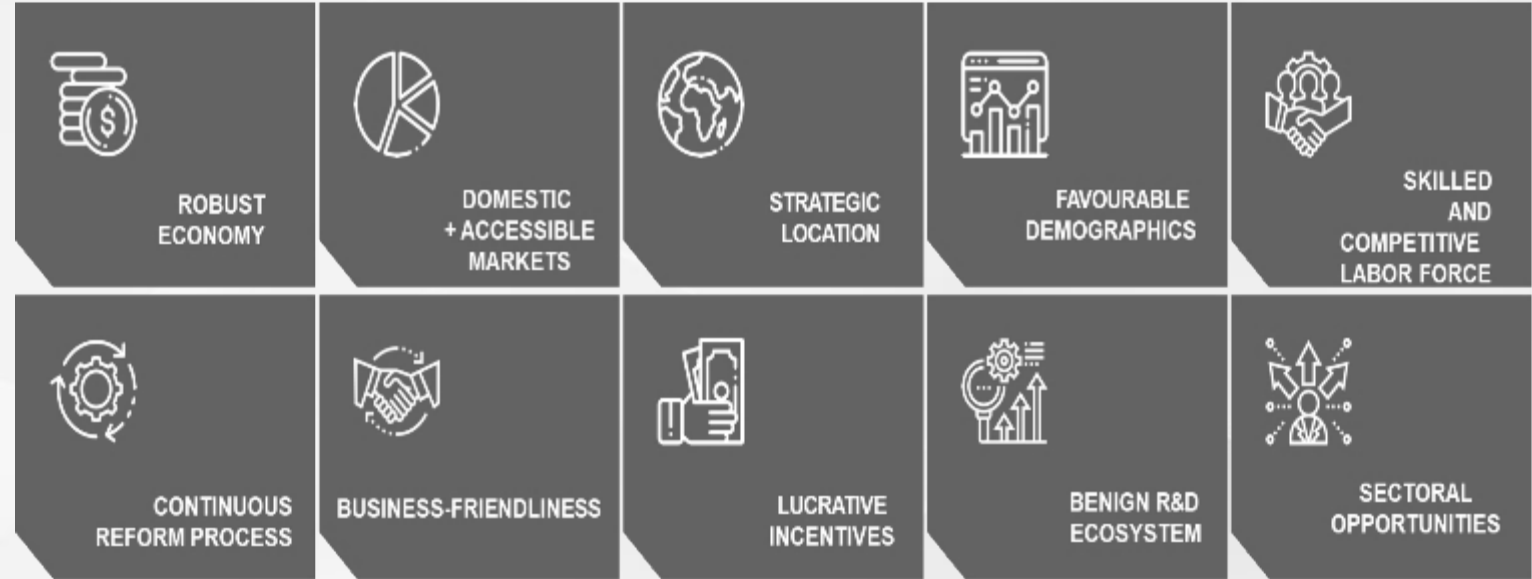 ROBUST
ECONOMY
DOMESTIC
+ ACCESSIBLE
MARKETS
STRATEGIC
LOCATION
FAVOURABLE
DEMOGRAPHICS
SKILLED
AND
COMPETITIVE
LABOR FORCE
CONTINUOUS
REFORM PROCESS
BUSINESS-FRIENDLINESS
LUCRATIVE
INCENTIVES
BENIGN R&D
ECOSYSTEM
SECTORAL
OPPORTUNITIES